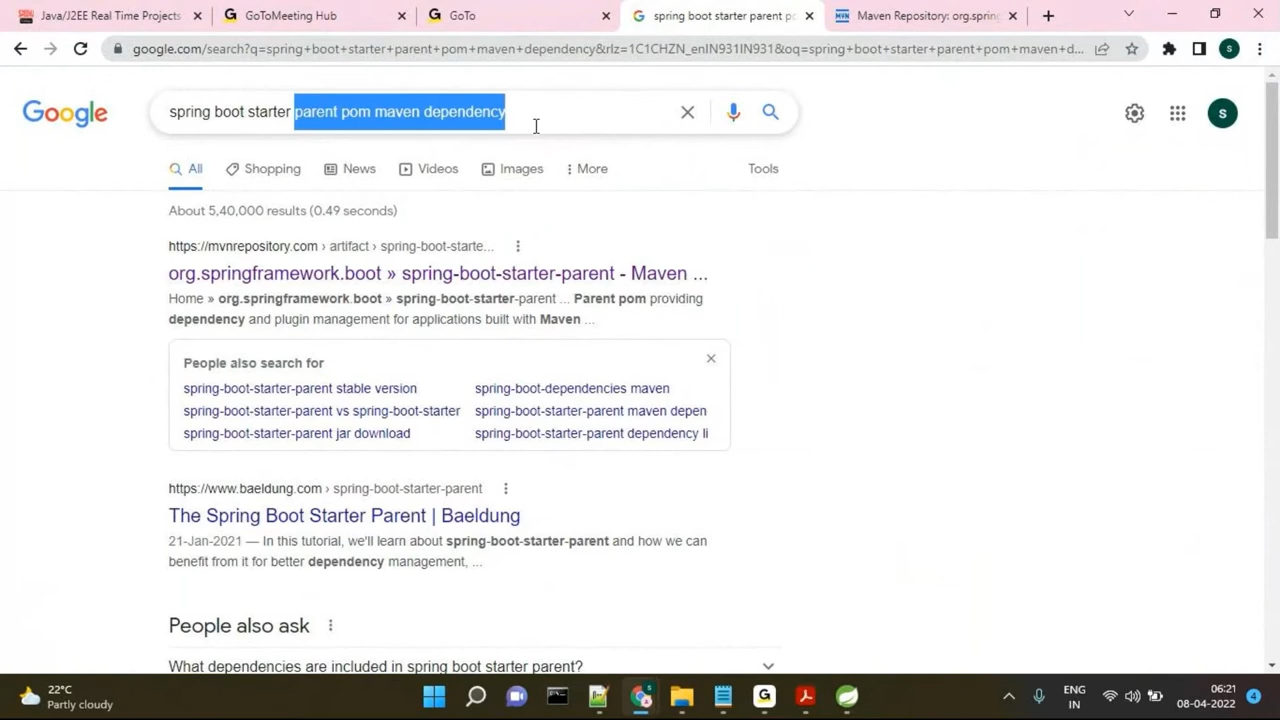 Java/J2EE Real Time Projects
GoToMeeting Hub
GoTo
spring boot starter parent p
Maven Repository: org.spring
google.com/search?q=spring+boot+starter+parent+pom+maven+dependency&rlz=1C1CHZN_enIN931IN931&oq=spring+boot+starter+parent+pom+maven+d...
S
Google
spring boot starter parent pom maven dependency
S
All
Shopping
News
Videos
Images
More
Tools
About 5,40,000 results (0.49 seconds)
https://mvnrepository.com › artifact › spring-boot-starte...
org.springframework.boot » spring-boot-starter-parent - Maven ...
Home » org.springframework.boot » spring-boot-starter-parent ... Parent pom providing
dependency and plugin management for applications built with Maven ...
People also search for
spring-boot-starter-parent stable version
spring-boot-dependencies maven
spring-boot-starter-parent vs spring-boot-starter
spring-boot-starter-parent maven depen
spring-boot-starter-parent jar download
spring-boot-starter-parent dependency li
https://www.baeldung.com › spring-boot-starter-parent
The Spring Boot Starter Parent | Baeldung
21-Jan-2021 — In this tutorial, we'll learn about spring-boot-starter-parent and how we can
benefit from it for better dependency management, ...
People also ask
What dependencies are included in spring boot starter parent?
22°C
Partly cloudy
ENG
IN
06:21
08-04-2022
4